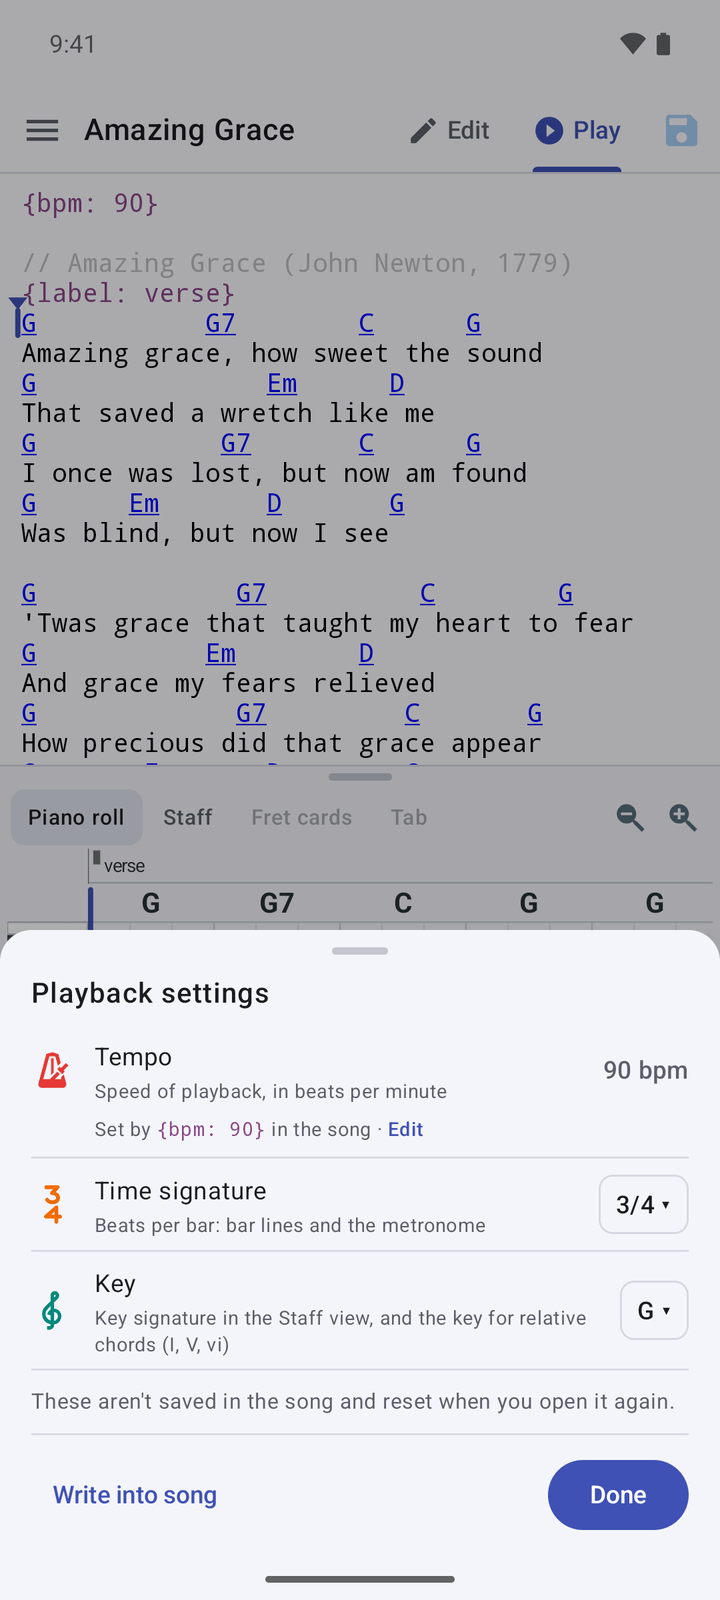 9:41
Amazing Grace
Edit
Play
{bpm: 90}
// Amazing Grace (John Newton, 1779)
{label: verse}
G G7 C G
Amazing grace, how sweet the sound
G Em D
That saved a wretch like me
G G7 C G
I once was lost, but now am found
G Em D G
Was blind, but now I see
G G7 C G
'Twas grace that taught my heart to fear
G Em D
And grace my fears relieved
G G7 C G
How precious did that grace appear
Piano roll Staff Fret cards Tab
verse
G G7 C G G
Playback settings
Tempo
90 bpm
Speed of playback, in beats per minute
Set by {bpm: 90} in the song · Edit
3
4
Time signature
3/4 ▾
Beats per bar: bar lines and the metronome
Key
G ▾
Key signature in the Staff view, and the key for relative
chords (I, V, vi)
These aren't saved in the song and reset when you open it again.
Write into song
Done